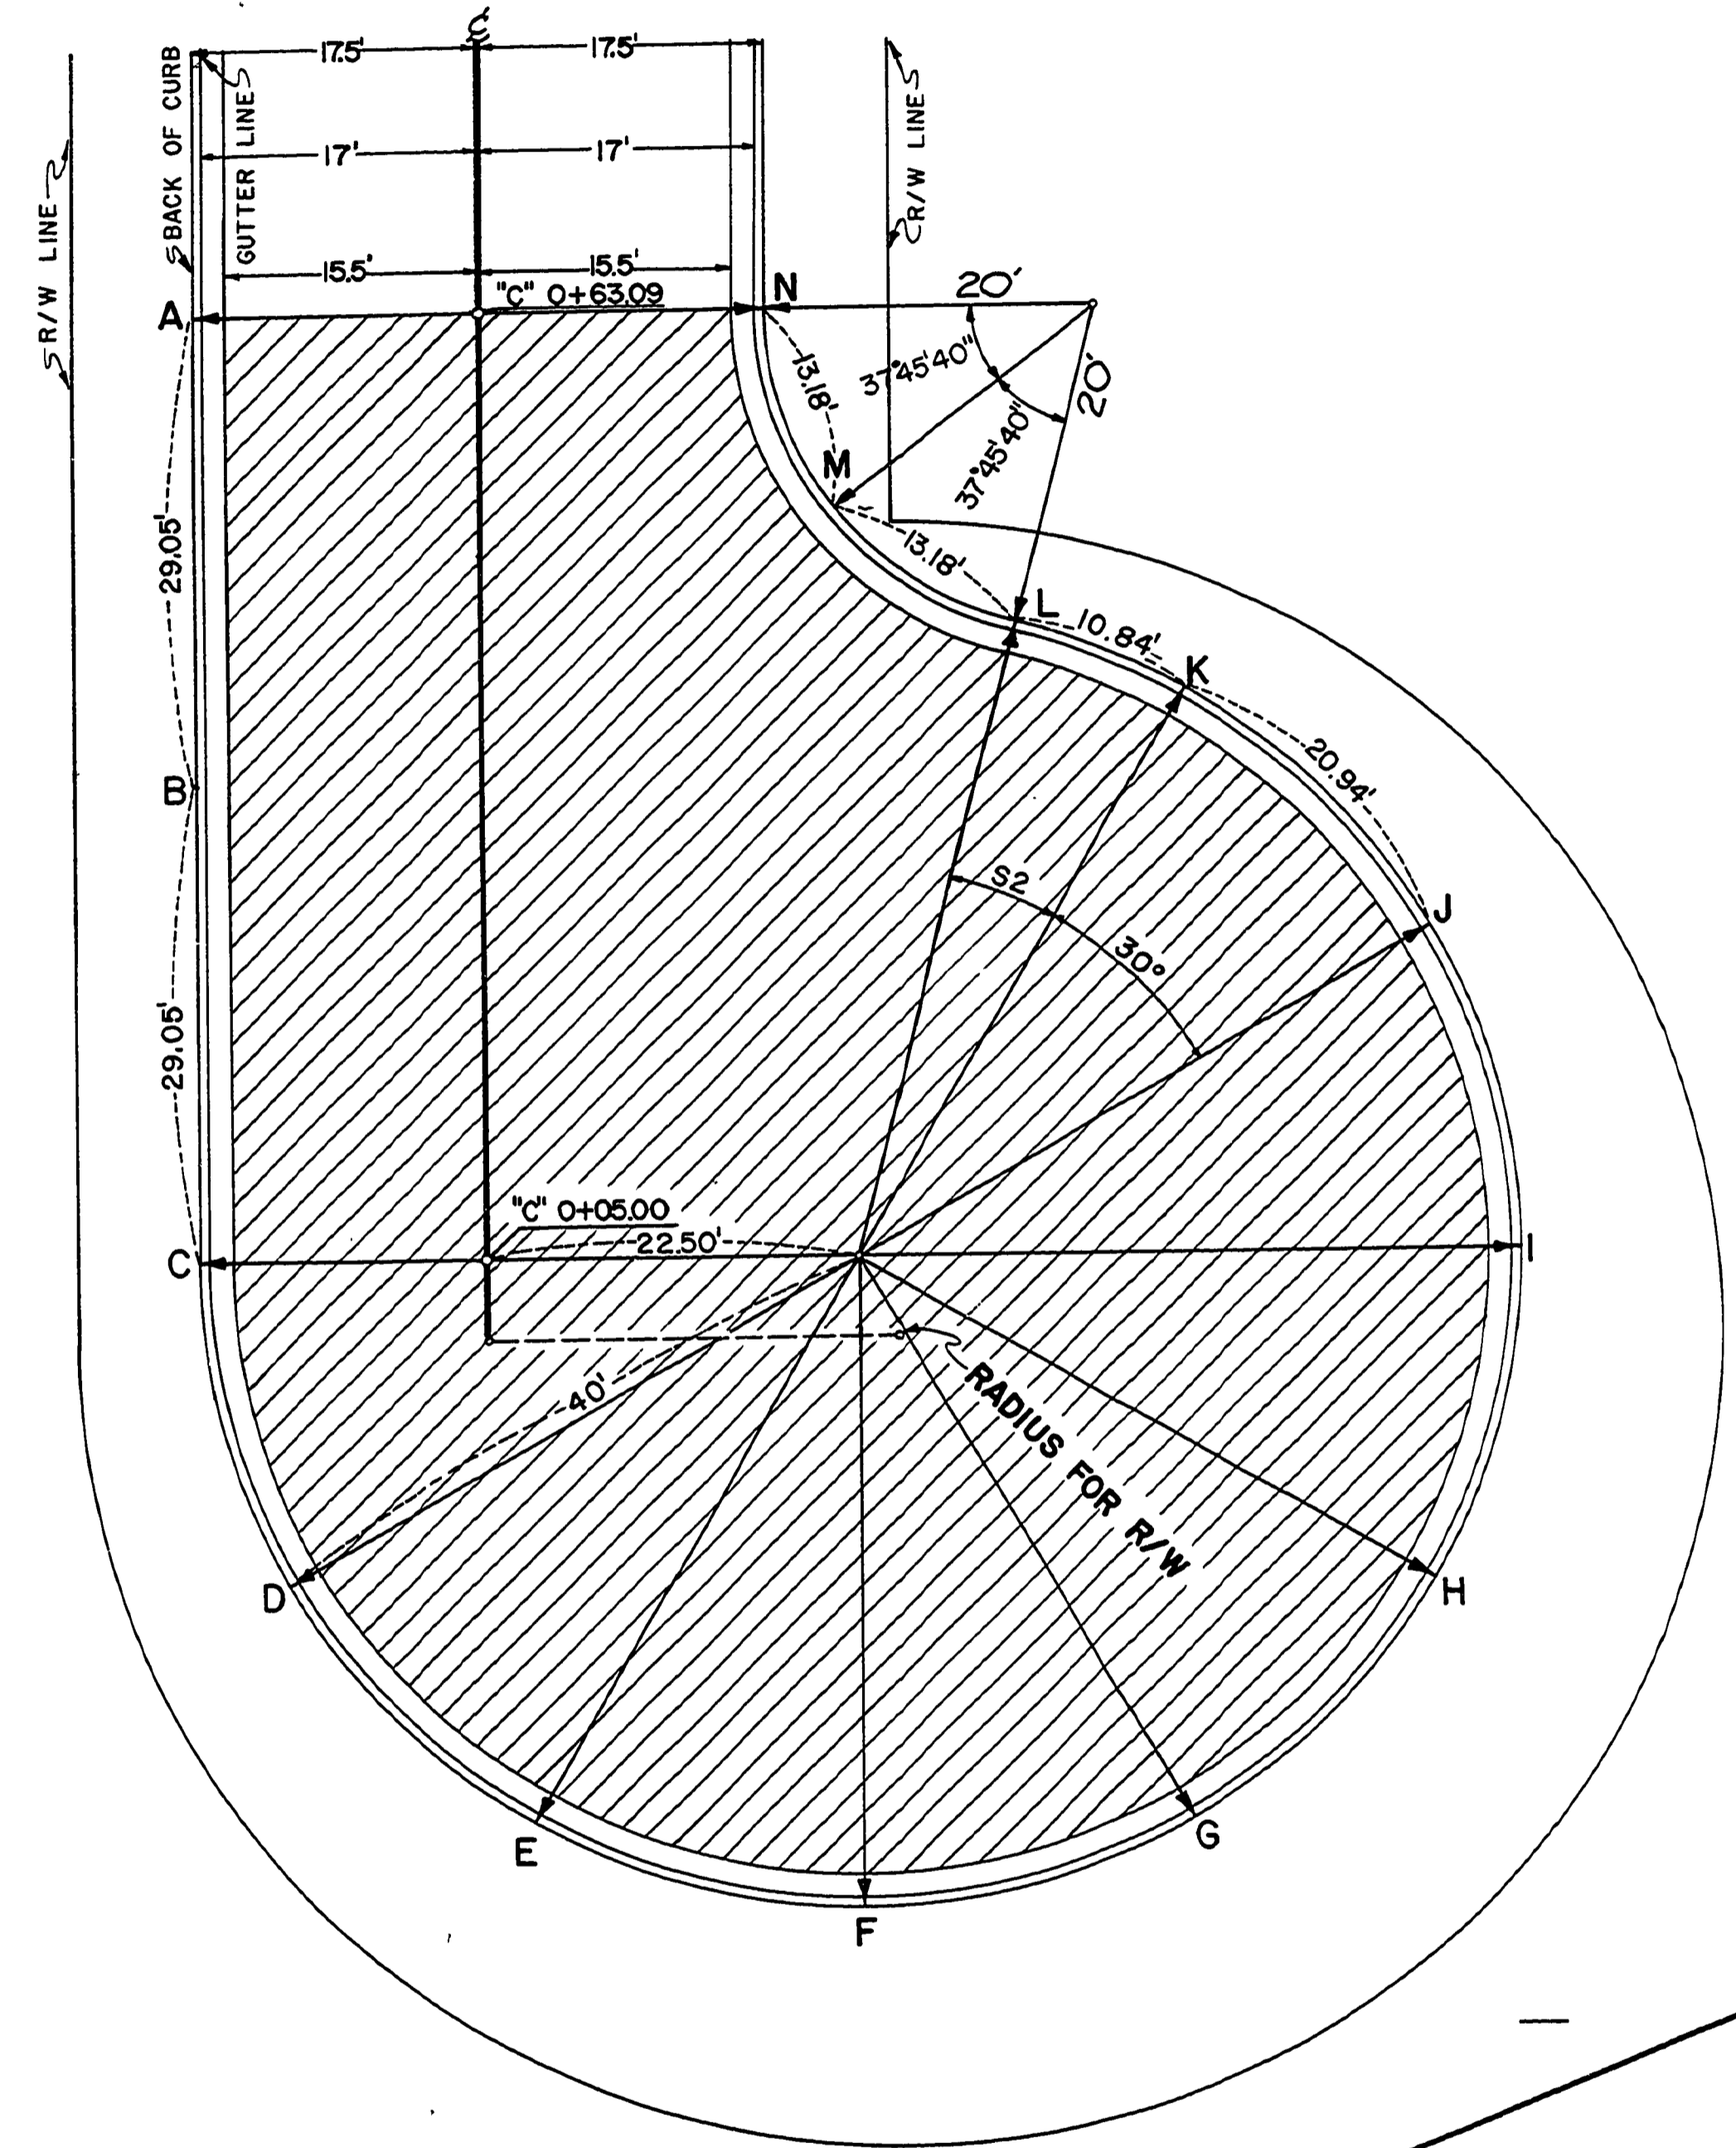 ℄
17.5'
17.5'
BACK OF CURB
GUTTER LINE
R/W LINE
R/W LINE
17'
17'
15.5'
15.5'
"C" 0+63.09
A
N
20'
37°45'40"
37°45'40"
20'
13.18'
M
13.18'
L
10.84'
K
20.94'
J
29.05'
B
S2
30°
29.05'
"C" 0+05.00
22.50'
C
I
40'
RADIUS FOR R/W
D
H
E
G
F